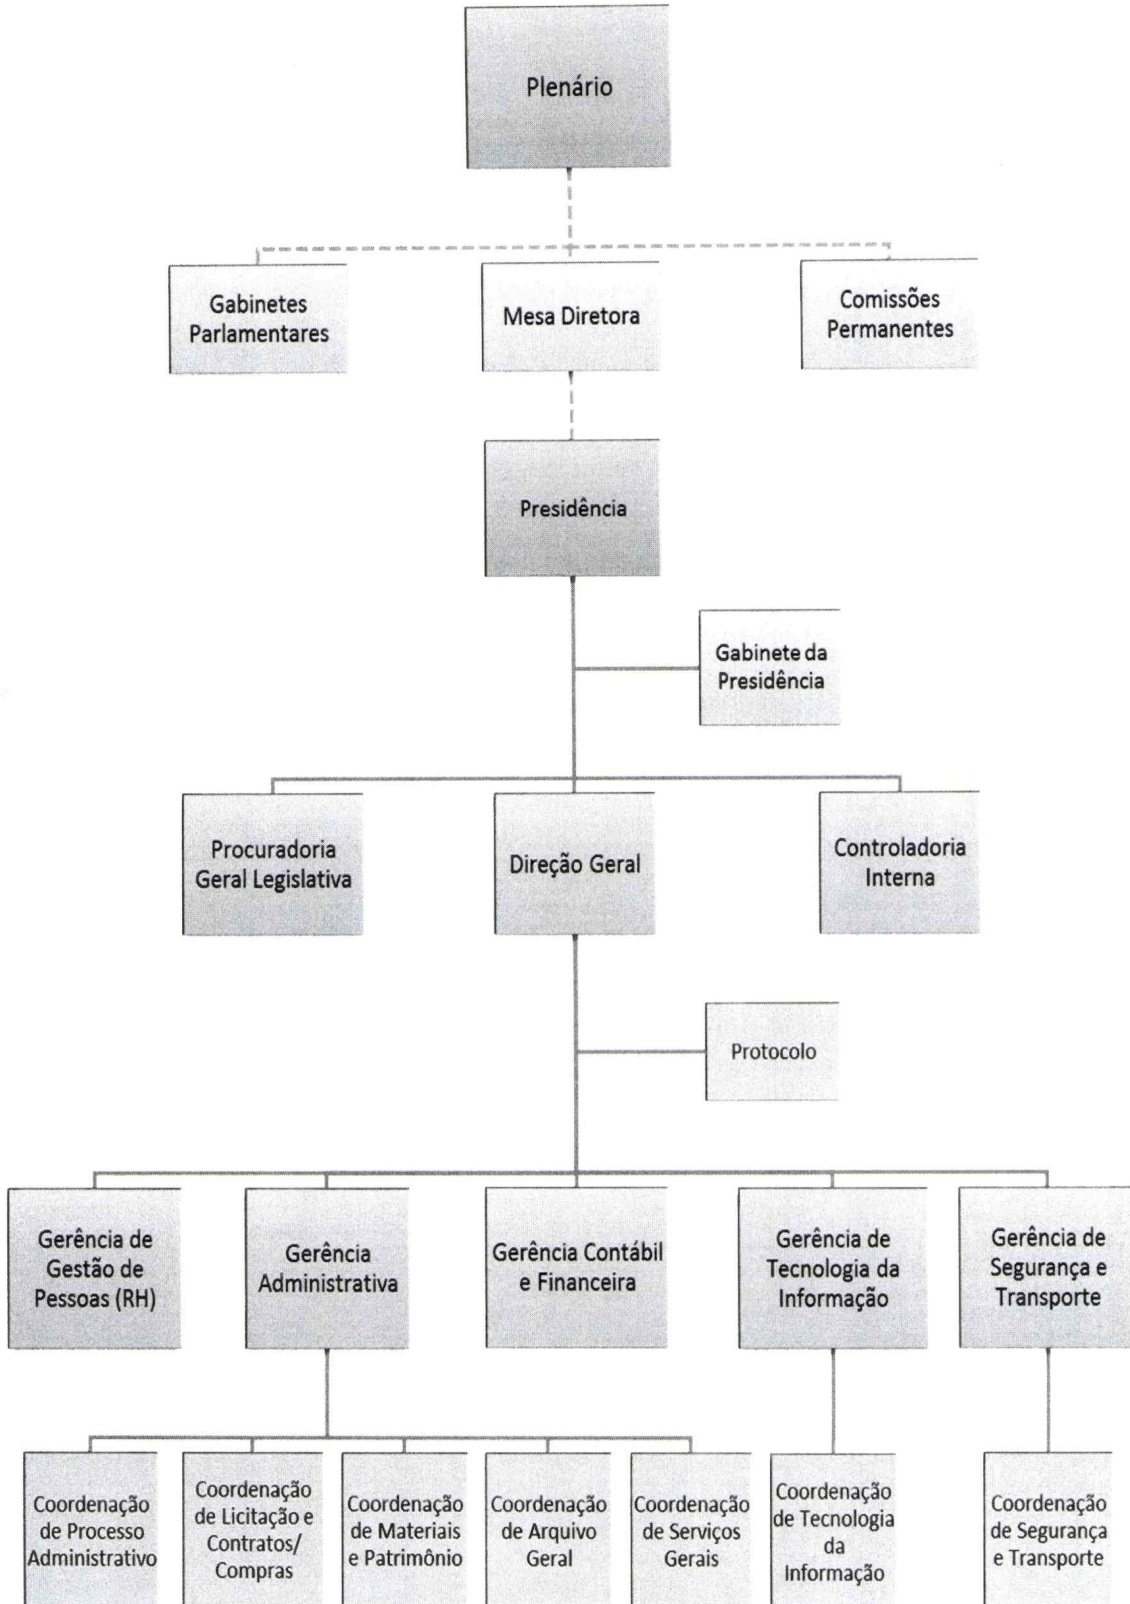 Plenário
Gabinetes
Parlamentares
Mesa Diretora
Comissões
Permanentes
Presidência
Gabinete da
Presidência
Procuradoria
Geral Legislativa
Direção Geral
Controladoria
Interna
Protocolo
Gerência de
Gestão de
Pessoas (RH)
Gerência
Administrativa
Gerência Contábil
e Financeira
Gerência de
Tecnologia da
Informação
Gerência de
Segurança e
Transporte
Coordenação
de Processo
Administrativo
Coordenação
de Licitação e
Contratos/
Compras
Coordenação
de Materiais
e Patrimônio
Coordenação
de Arquivo
Geral
Coordenação
de Serviços
Gerais
Coordenação
de Tecnologia
da
Informação
Coordenação
de Segurança
e Transporte